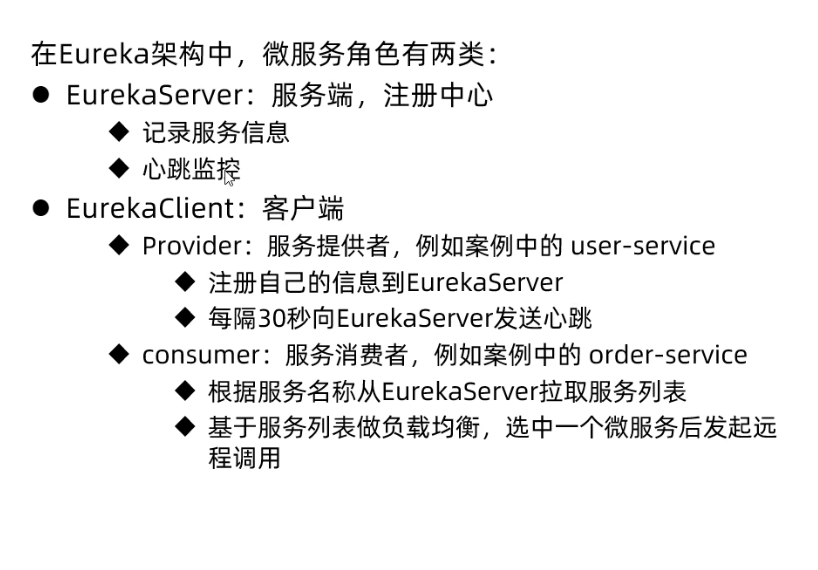 在Eureka架构中，微服务角色有两类：
● EurekaServer：服务端，注册中心
◆ 记录服务信息
◆ 心跳监控
● EurekaClient：客户端
◆ Provider：服务提供者，例如案例中的 user-service
◆ 注册自己的信息到EurekaServer
◆ 每隔30秒向EurekaServer发送心跳
◆ consumer：服务消费者，例如案例中的 order-service
◆ 根据服务名称从EurekaServer拉取服务列表
◆ 基于服务列表做负载均衡，选中一个微服务后发起远
程调用